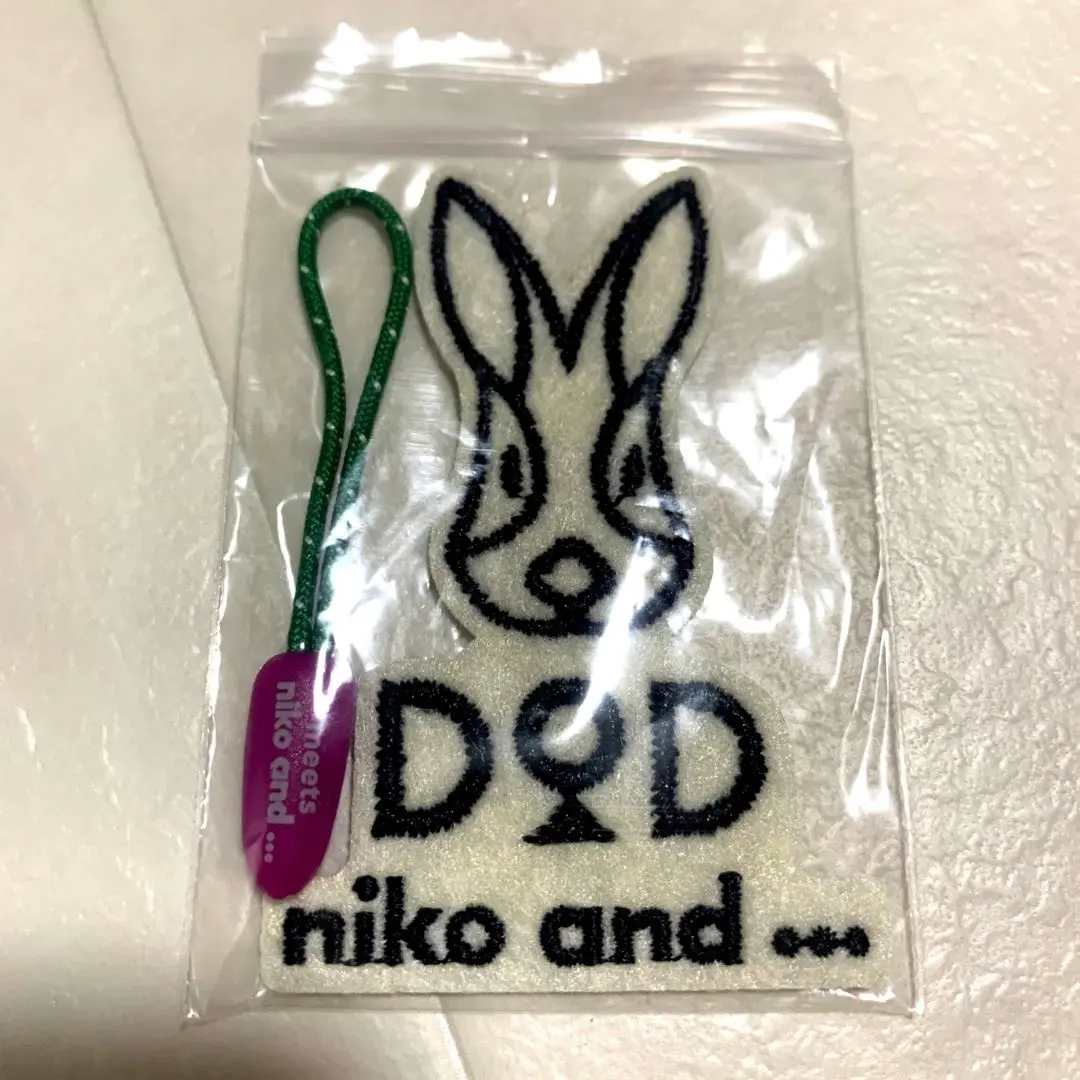 meets
niko and ...
DOD
niko and ...